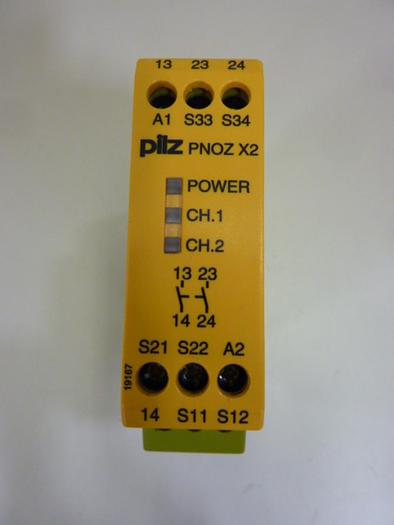 13 23 24
A1 S33 S34
pilz PNOZ X2
POWER
CH.1
CH.2
13 23
14 24
S21 S22 A2
19167
14 S11 S12